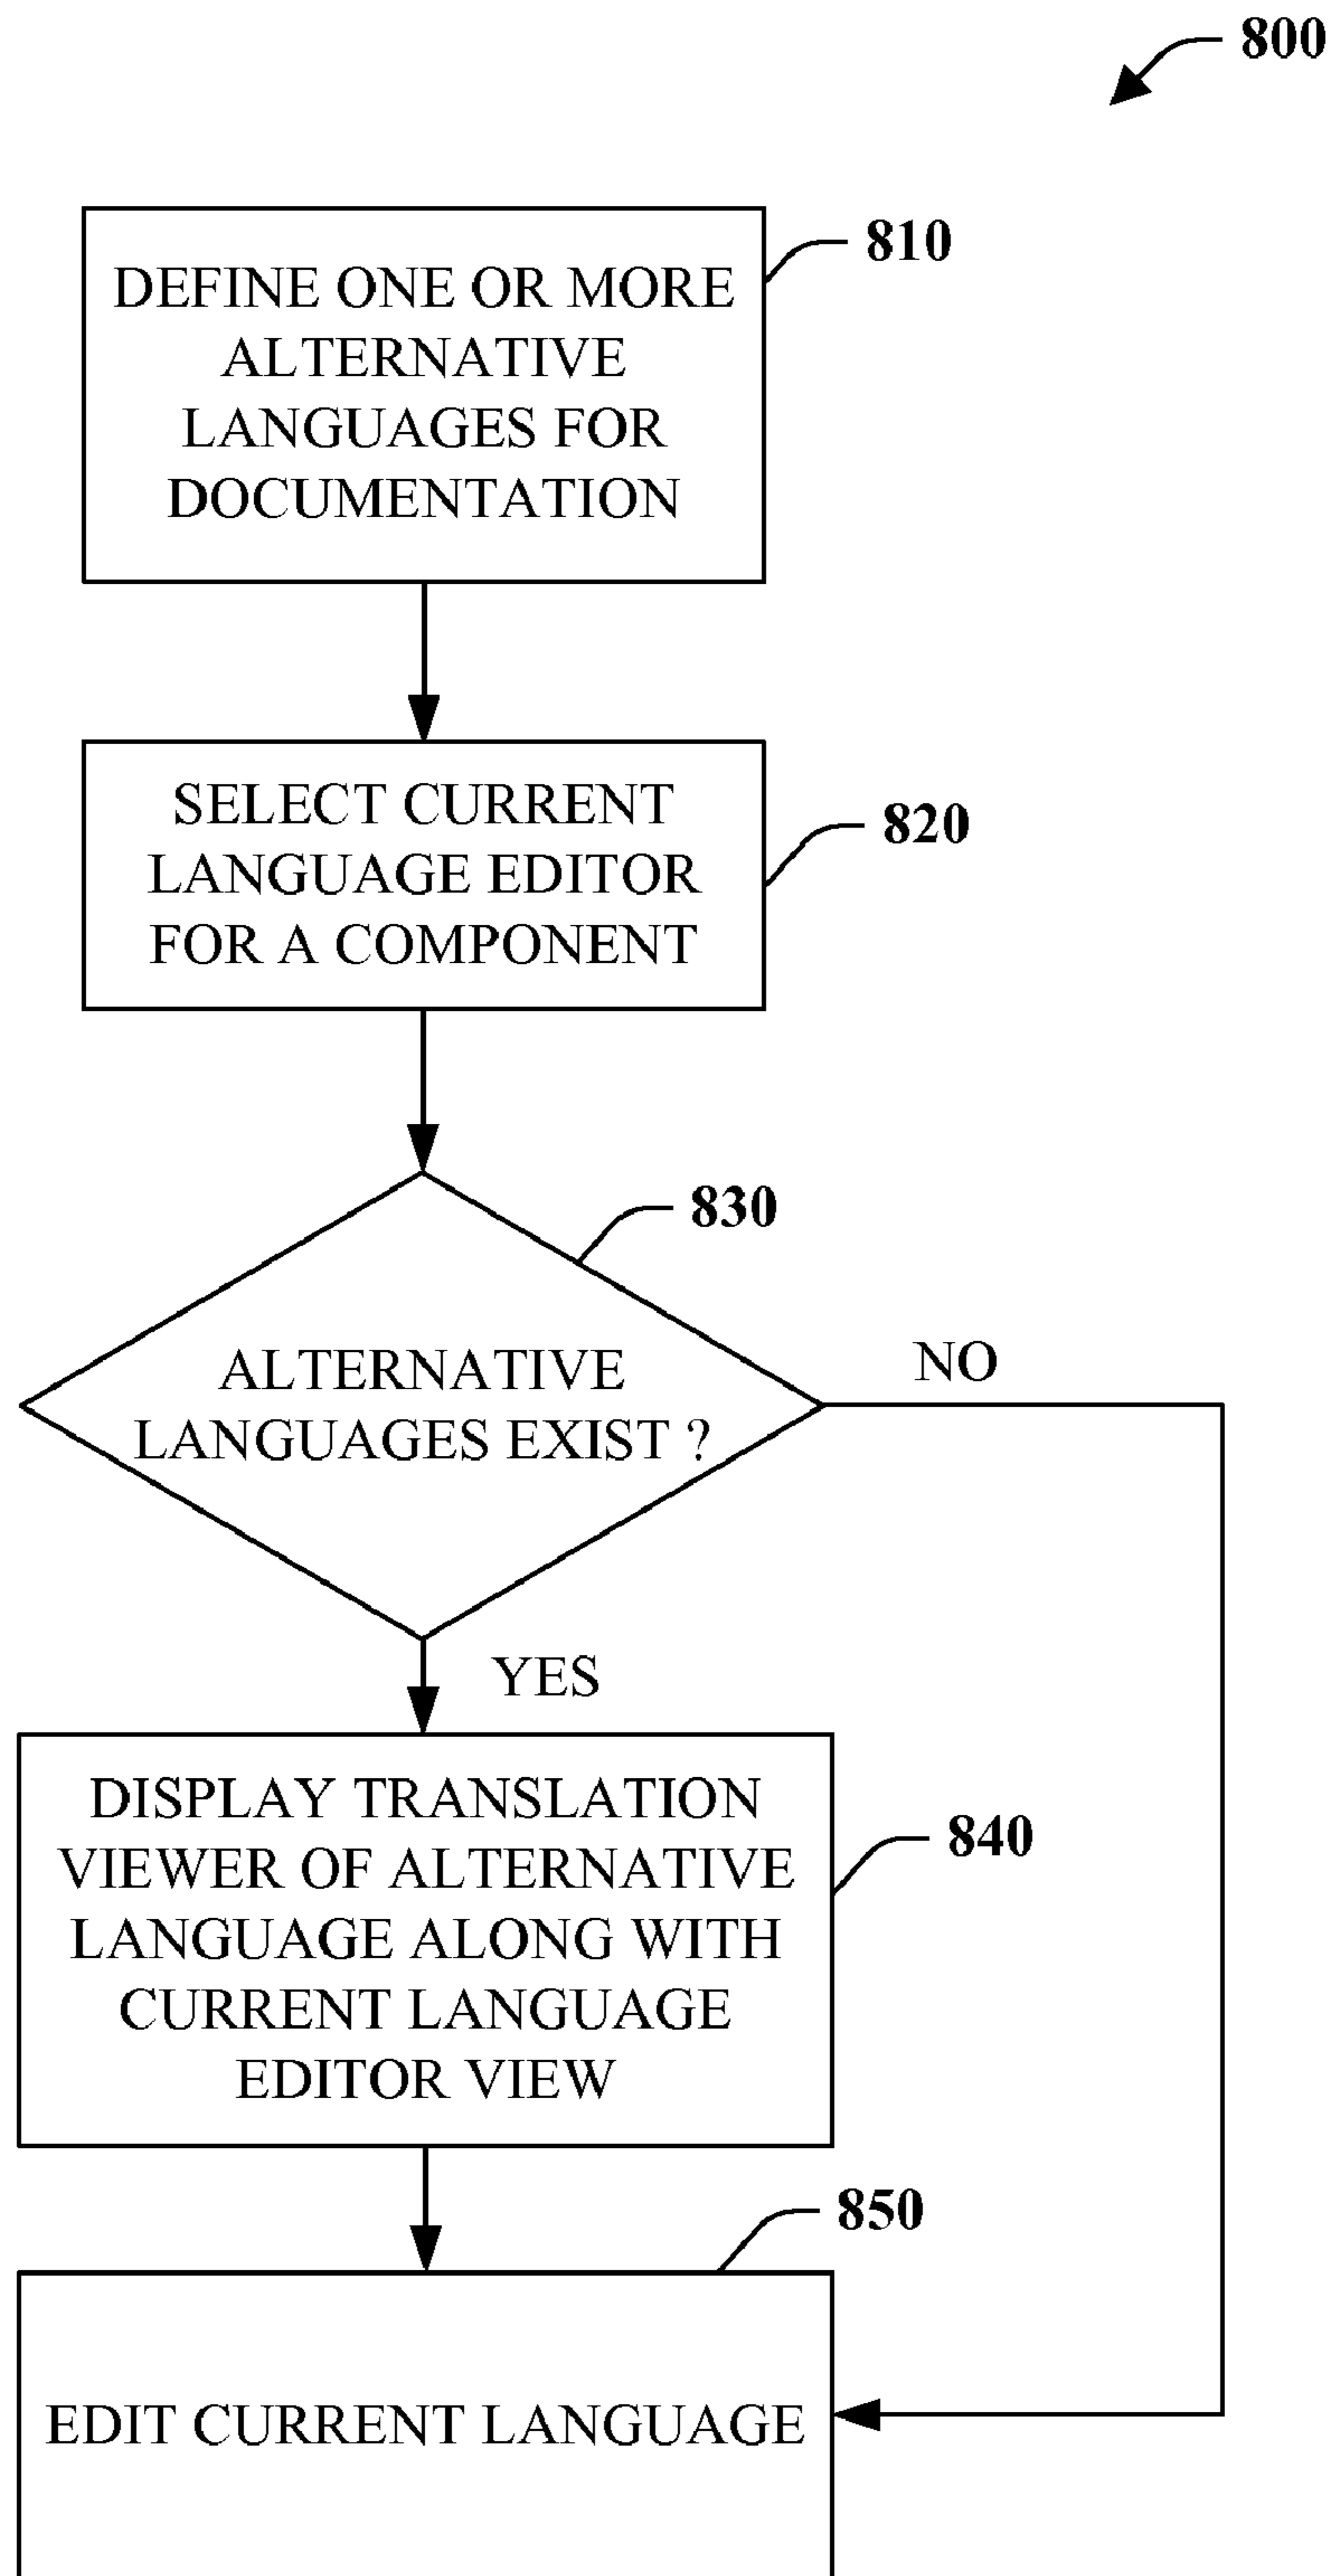 800
810
DEFINE ONE OR MORE
ALTERNATIVE
LANGUAGES FOR
DOCUMENTATION
SELECT CURRENT
LANGUAGE EDITOR
FOR A COMPONENT
820
830
ALTERNATIVE
LANGUAGES EXIST ?
NO
YES
DISPLAY TRANSLATION
VIEWER OF ALTERNATIVE
LANGUAGE ALONG WITH
CURRENT LANGUAGE
EDITOR VIEW
840
850
EDIT CURRENT LANGUAGE